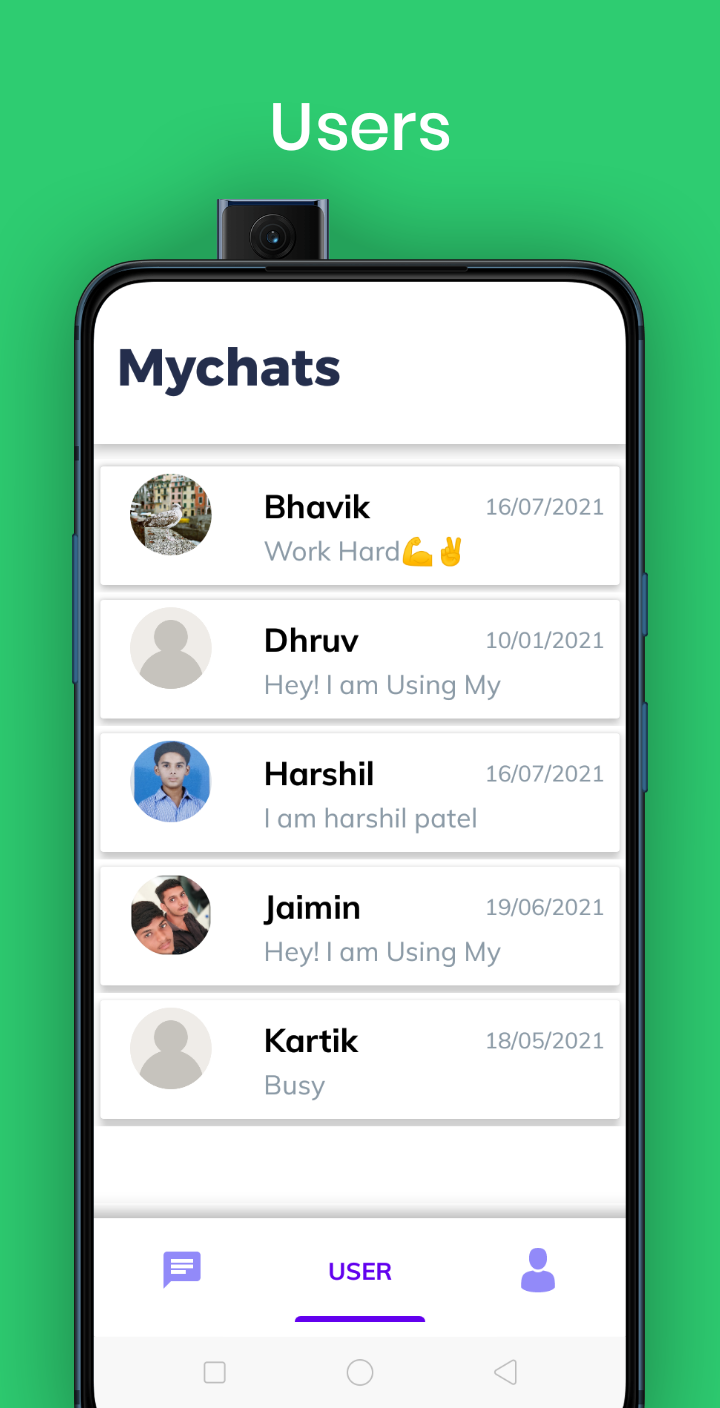 Users
Mychats
Bhavik 16/07/2021
Work Hard💪✌
Dhruv 10/01/2021
Hey! I am Using My
Harshil 16/07/2021
I am harshil patel
Jaimin 19/06/2021
Hey! I am Using My
Kartik 18/05/2021
Busy
USER